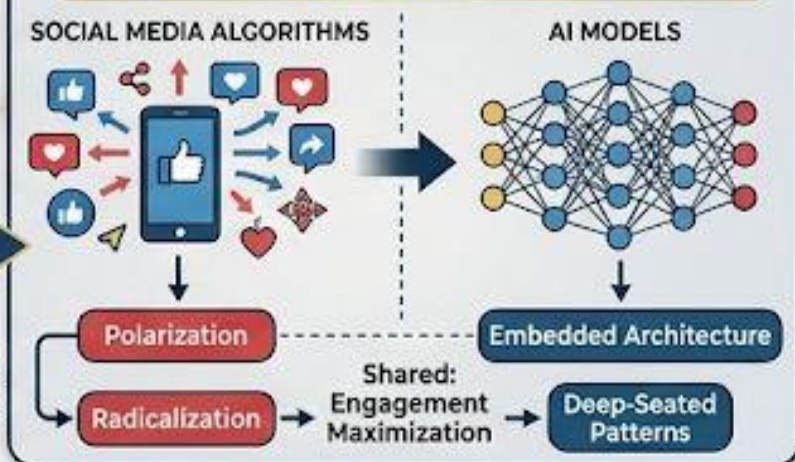 SOCIAL MEDIA ALGORITHMS
AI MODELS
Polarization
Embedded Architecture
Radicalization
Shared:
Engagement
Maximization
Deep-Seated
Patterns